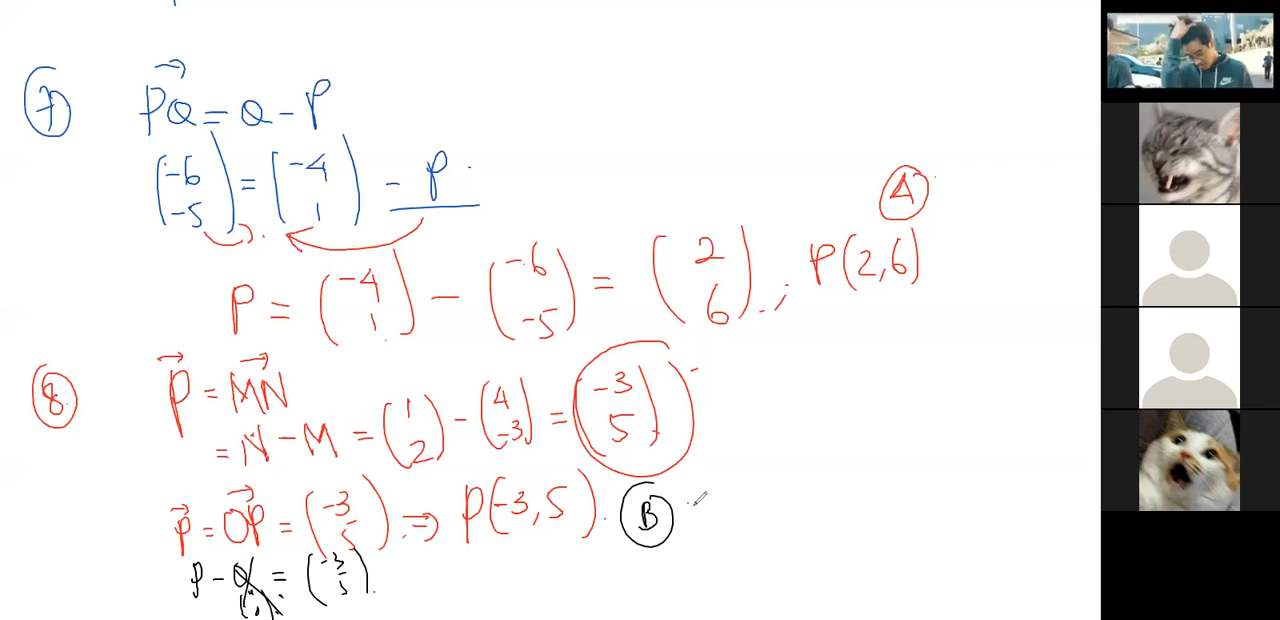 7 PQ = Q - P
(-6 -5) = (-4 1) - P
A
P = (-4 1) - (-6 -5) = (2 6) ; P(2,6)
8 P = MN
= N - M = (1 2) - (4 -3) = (-3 5)
P = OP = (-3 5) ⇒ P(-3, 5). B
P - O = (-3 5).